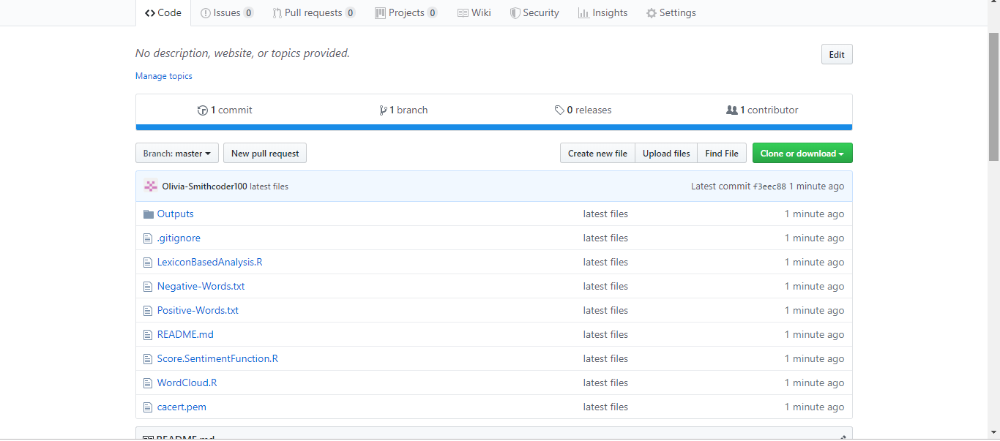 Code Issues 0 Pull requests 0 Projects 0 Wiki Security Insights Settings
No description, website, or topics provided. Edit
Manage topics
1 commit 1 branch 0 releases 1 contributor
Branch: master New pull request Create new file Upload files Find File Clone or download
Olivia-Smithcoder100 latest files Latest commit f3eec88 1 minute ago
Outputs latest files 1 minute ago
.gitignore latest files 1 minute ago
LexiconBasedAnalysis.R latest files 1 minute ago
Negative-Words.txt latest files 1 minute ago
Positive-Words.txt latest files 1 minute ago
README.md latest files 1 minute ago
Score.SentimentFunction.R latest files 1 minute ago
WordCloud.R latest files 1 minute ago
cacert.pem latest files 1 minute ago
README.md